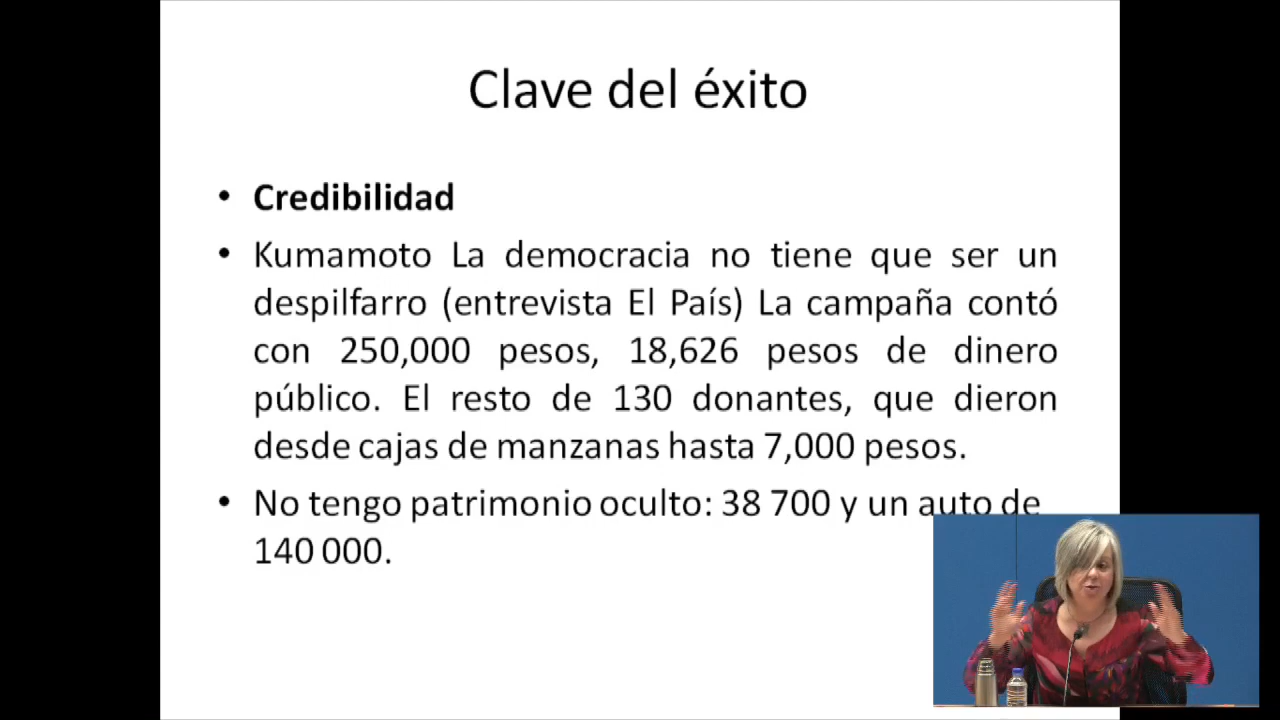 Clave del éxito
• Credibilidad
• Kumamoto La democracia no tiene que ser un
despilfarro (entrevista El País) La campaña contó
con 250,000 pesos, 18,626 pesos de dinero
público. El resto de 130 donantes, que dieron
desde cajas de manzanas hasta 7,000 pesos.
• No tengo patrimonio oculto: 38 700 y un auto de
140 000.